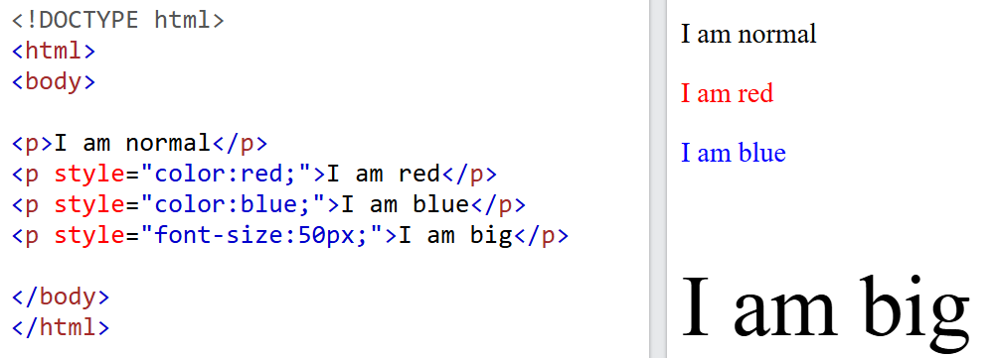 <!DOCTYPE html>
<html>
<body>
<p>I am normal</p>
<p style="color:red;">I am red</p>
<p style="color:blue;">I am blue</p>
<p style="font-size:50px;">I am big</p>
</body>
</html>
I am normal
I am red
I am blue
I am big